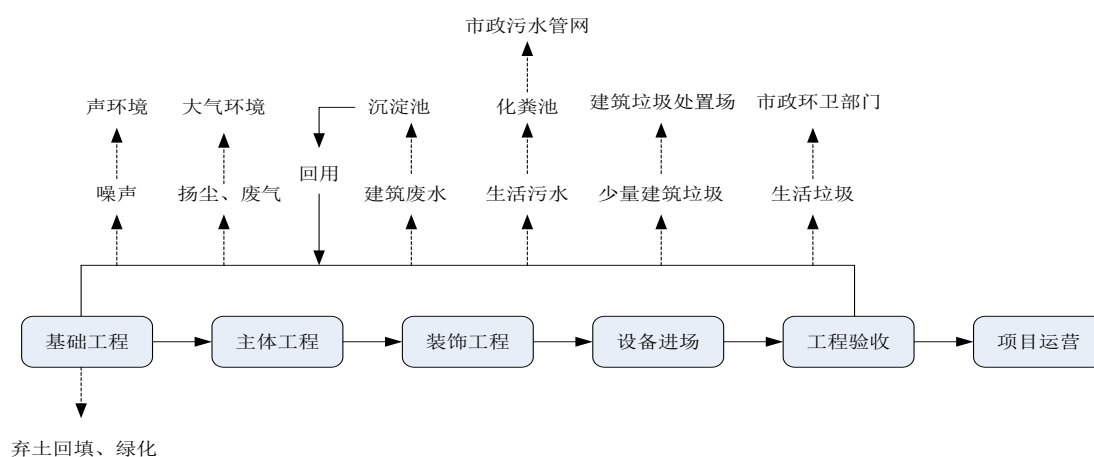 市政污水管网
声环境
大气环境
沉淀池
化粪池
建筑垃圾处置场
市政环卫部门
回用
噪声
扬尘、废气
建筑废水
生活污水
少量建筑垃圾
生活垃圾
基础工程
主体工程
装饰工程
设备进场
工程验收
项目运营
弃土回填、绿化